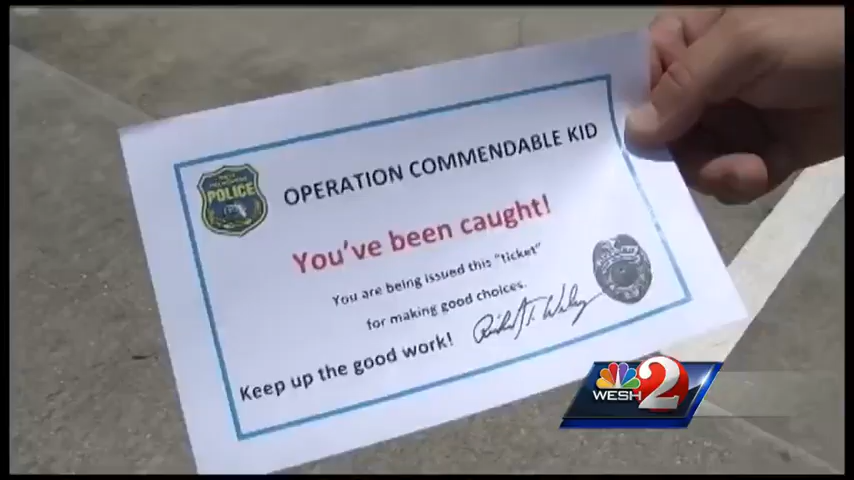 OPERATION COMMENDABLE KID
POLICE
You've been caught!
You are being issued this "ticket"
for making good choices.
Keep up the good work!
WESH 2